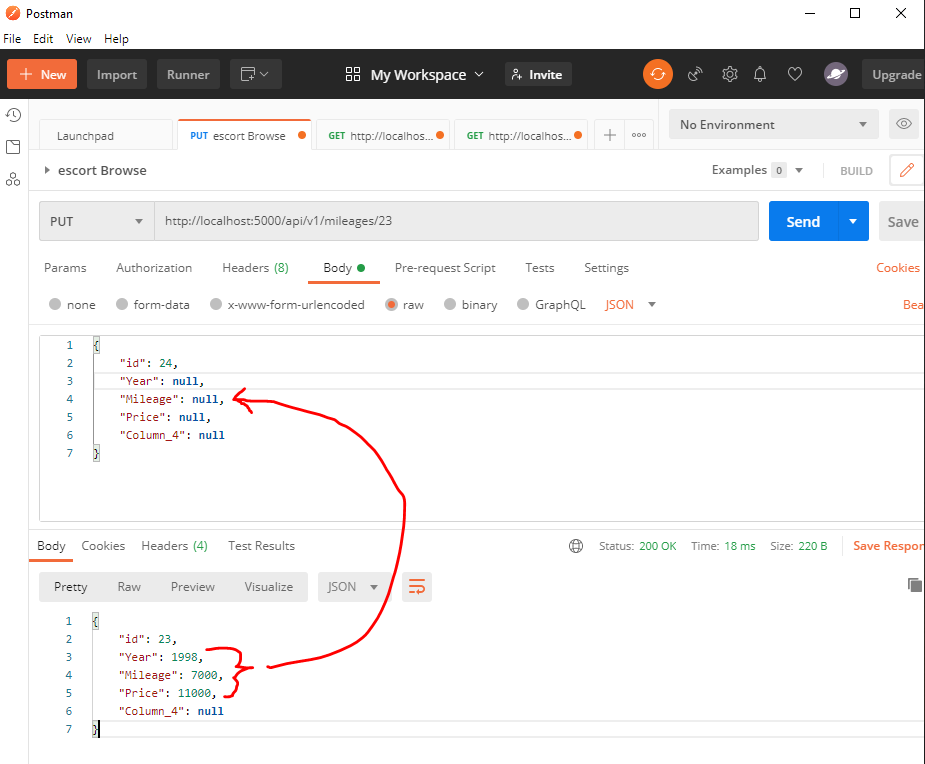 Postman
File Edit View Help
+ New Import Runner My Workspace Invite Upgrade
Launchpad PUT escort Browse GET http://localhos... GET http://localhos... + ooo No Environment
escort Browse Examples 0 BUILD
PUT http://localhost:5000/api/v1/mileages/23 Send Save
Params Authorization Headers (8) Body Pre-request Script Tests Settings Cookies
none form-data x-www-form-urlencoded raw binary GraphQL JSON Bea
1 {
2 "id": 24,
3 "Year": null,
4 "Mileage": null,
5 "Price": null,
6 "Column_4": null
7 }
Body Cookies Headers (4) Test Results Status: 200 OK Time: 18 ms Size: 220 B Save Respor
Pretty Raw Preview Visualize JSON
1 {
2 "id": 23,
3 "Year": 1998,
4 "Mileage": 7000,
5 "Price": 11000,
6 "Column_4": null
7 }